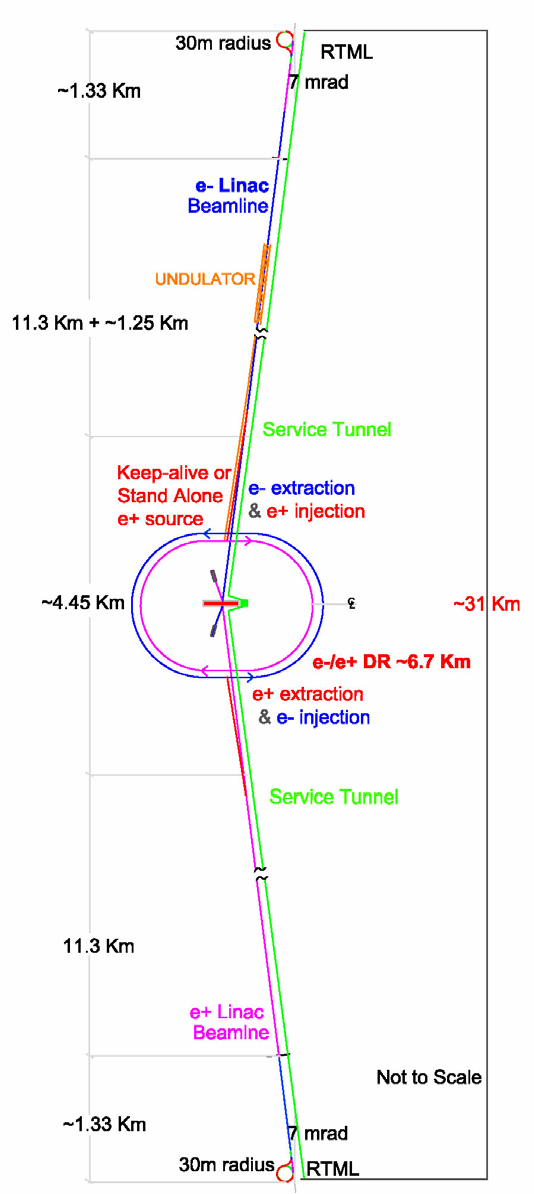 30m radius
RTML
7 mrad
~1.33 Km
e- Linac
Beamline
UNDULATOR
11.3 Km + ~1.25 Km
Service Tunnel
Keep-alive or
Stand Alone
e+ source
e- extraction
& e+ injection
~4.45 Km
℄
~31 Km
e-/e+ DR ~6.7 Km
e+ extraction
& e- injection
Service Tunnel
11.3 Km
e+ Linac
Beamlne
Not to Scale
~1.33 Km
7 mrad
30m radius
RTML